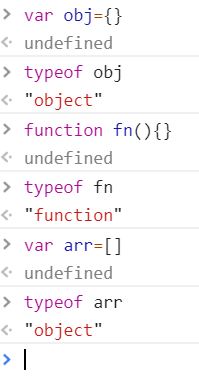 > var obj={}
< undefined
> typeof obj
< "object"
> function fn(){}
< undefined
> typeof fn
< "function"
> var arr=[]
< undefined
> typeof arr
< "object"
>